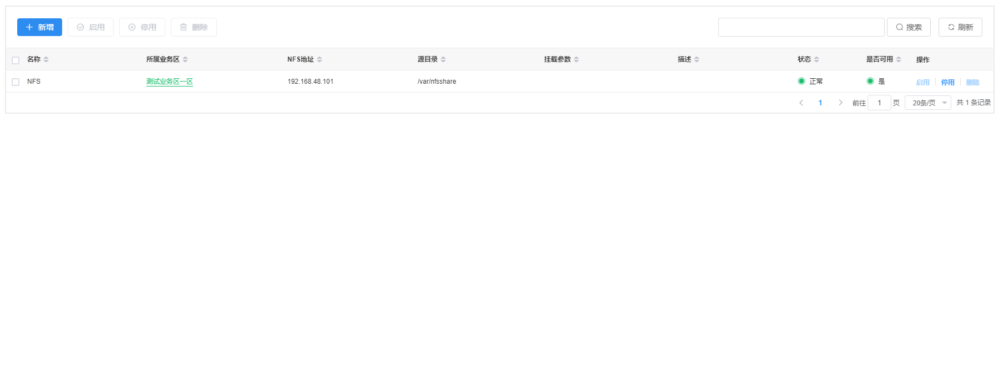 新增 启用 停用 删除 搜索 刷新
名称 所属业务区 NFS地址 源目录 挂载参数 描述 状态 是否可用 操作
NFS 测试业务区一区 192.168.48.101 /var/nfsshare 正常 是 启用 停用 删除
1 前往 1 页 20条/页 共 1 条记录